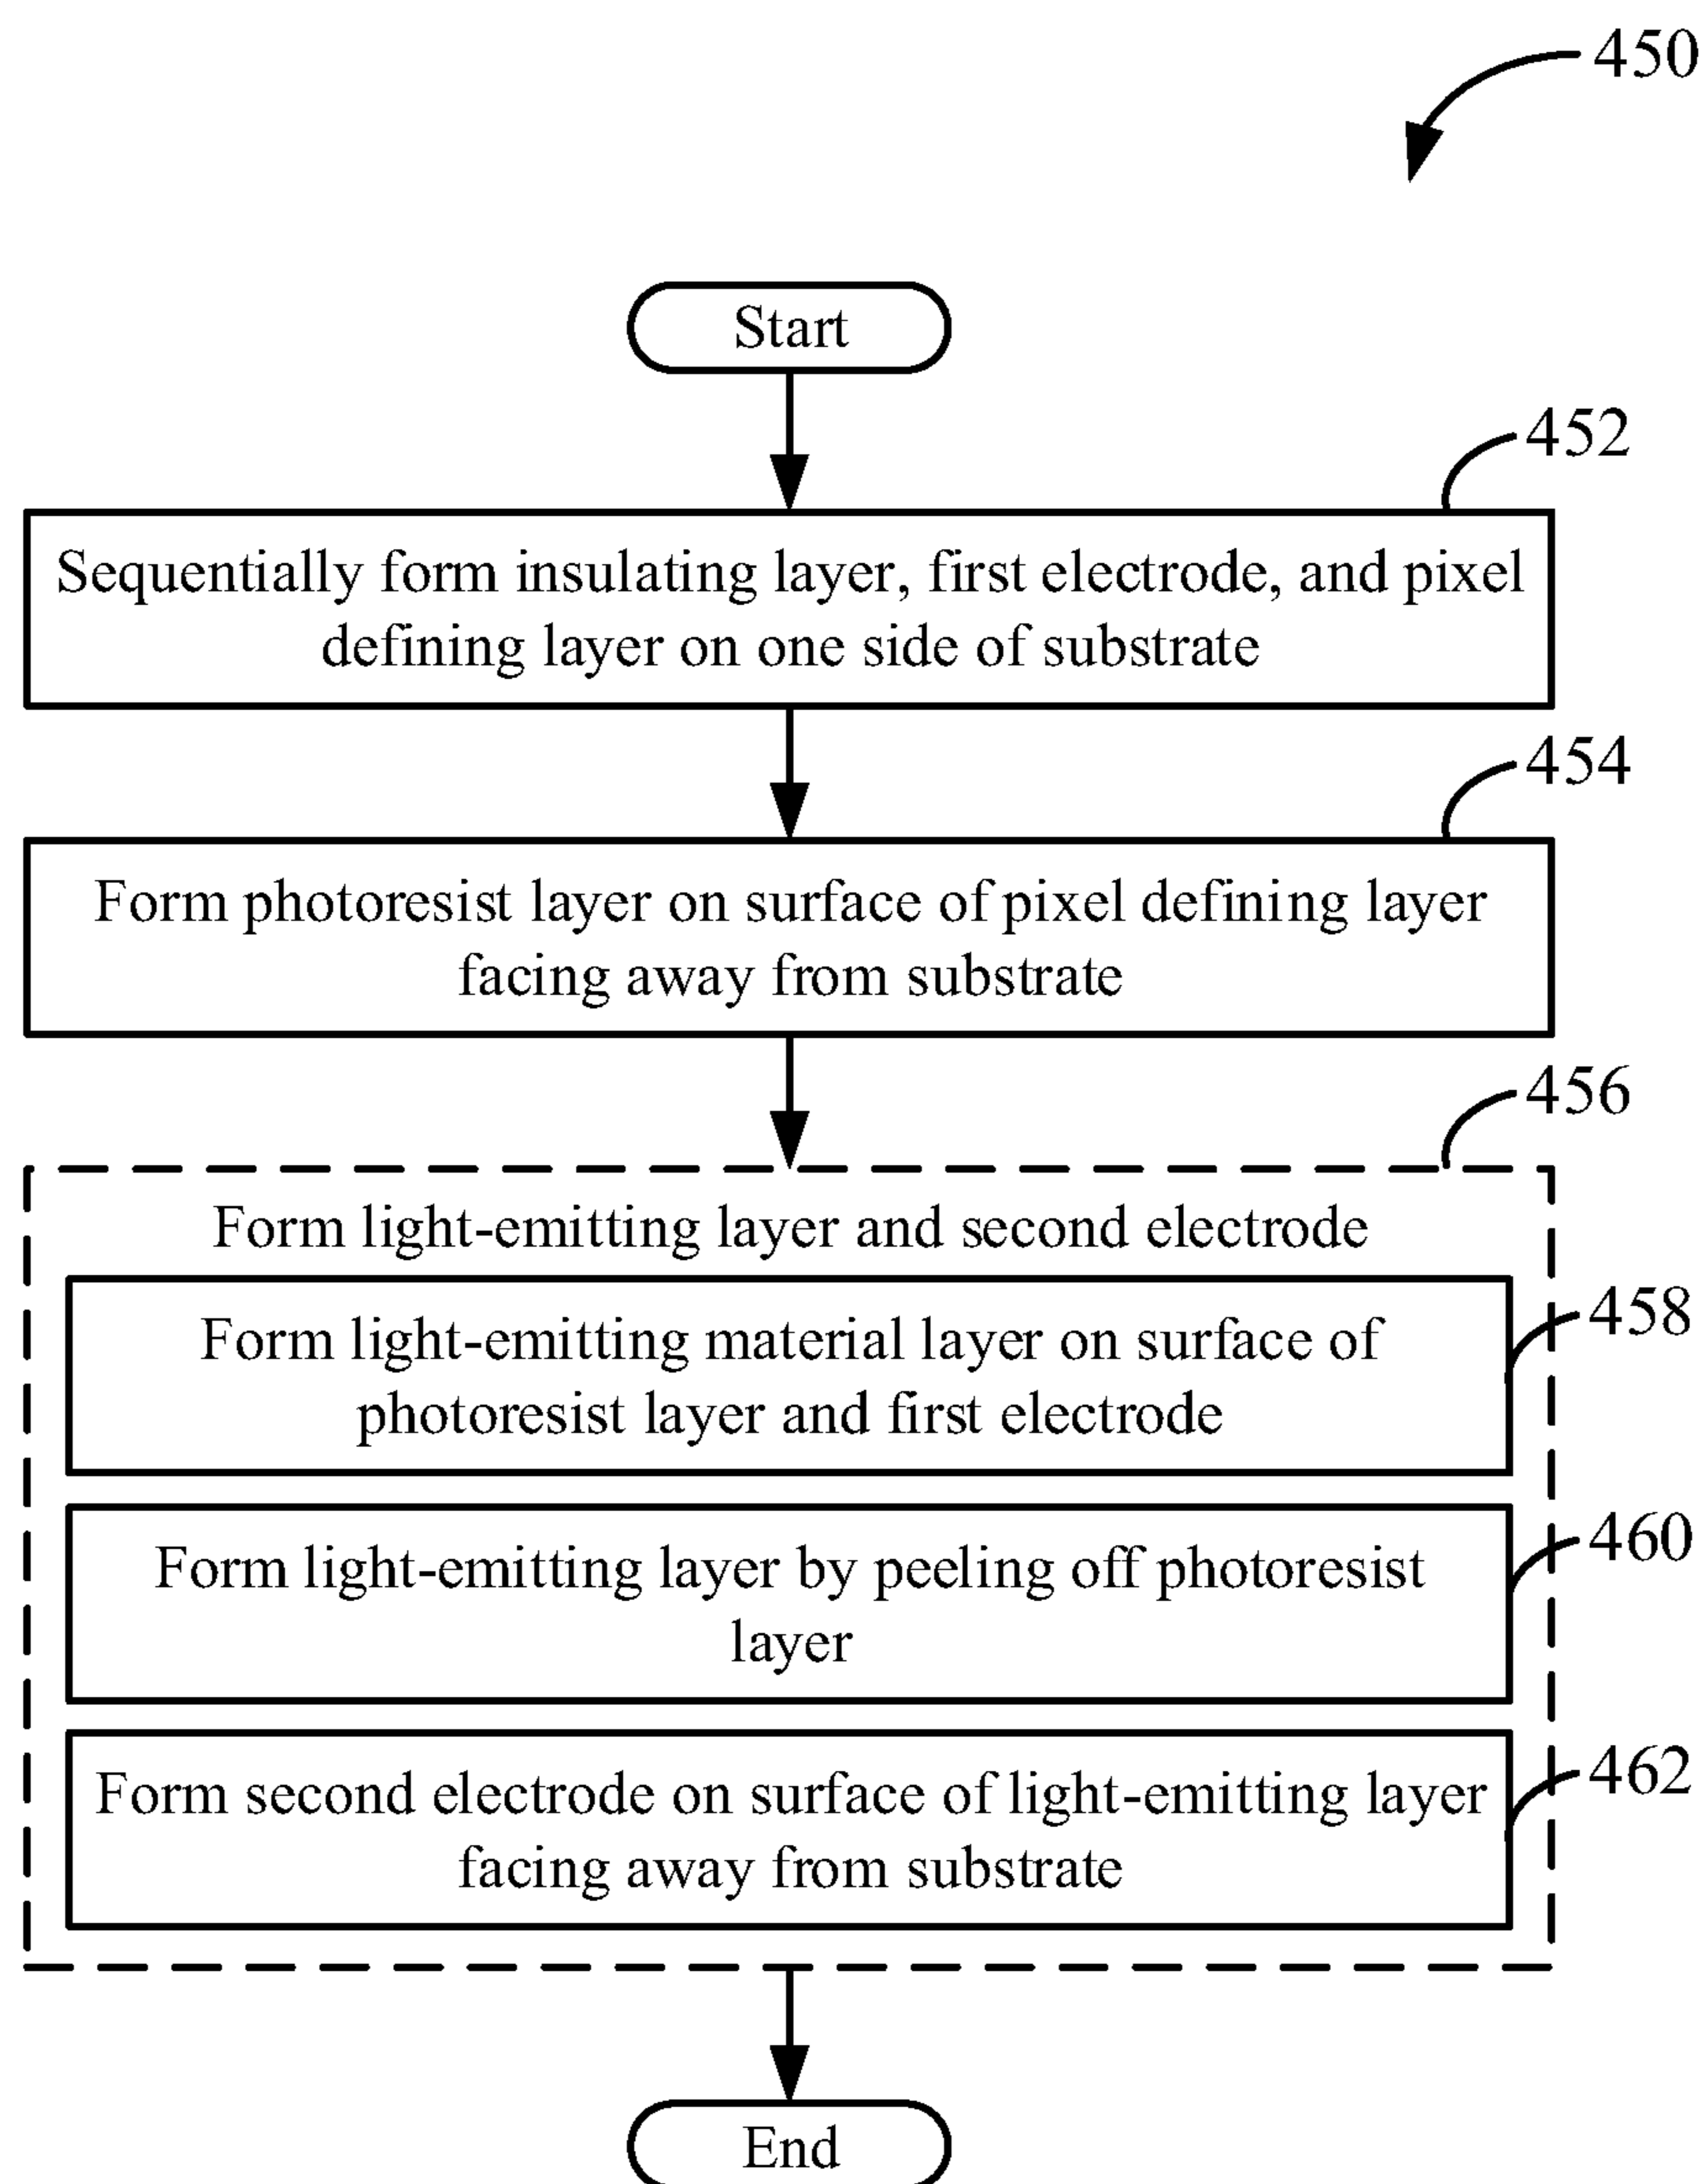 450
Start
452
Sequentially form insulating layer, first electrode, and pixel
defining layer on one side of substrate
454
Form photoresist layer on surface of pixel defining layer
facing away from substrate
456
Form light-emitting layer and second electrode
458
Form light-emitting material layer on surface of
photoresist layer and first electrode
460
Form light-emitting layer by peeling off photoresist
layer
462
Form second electrode on surface of light-emitting layer
facing away from substrate
End